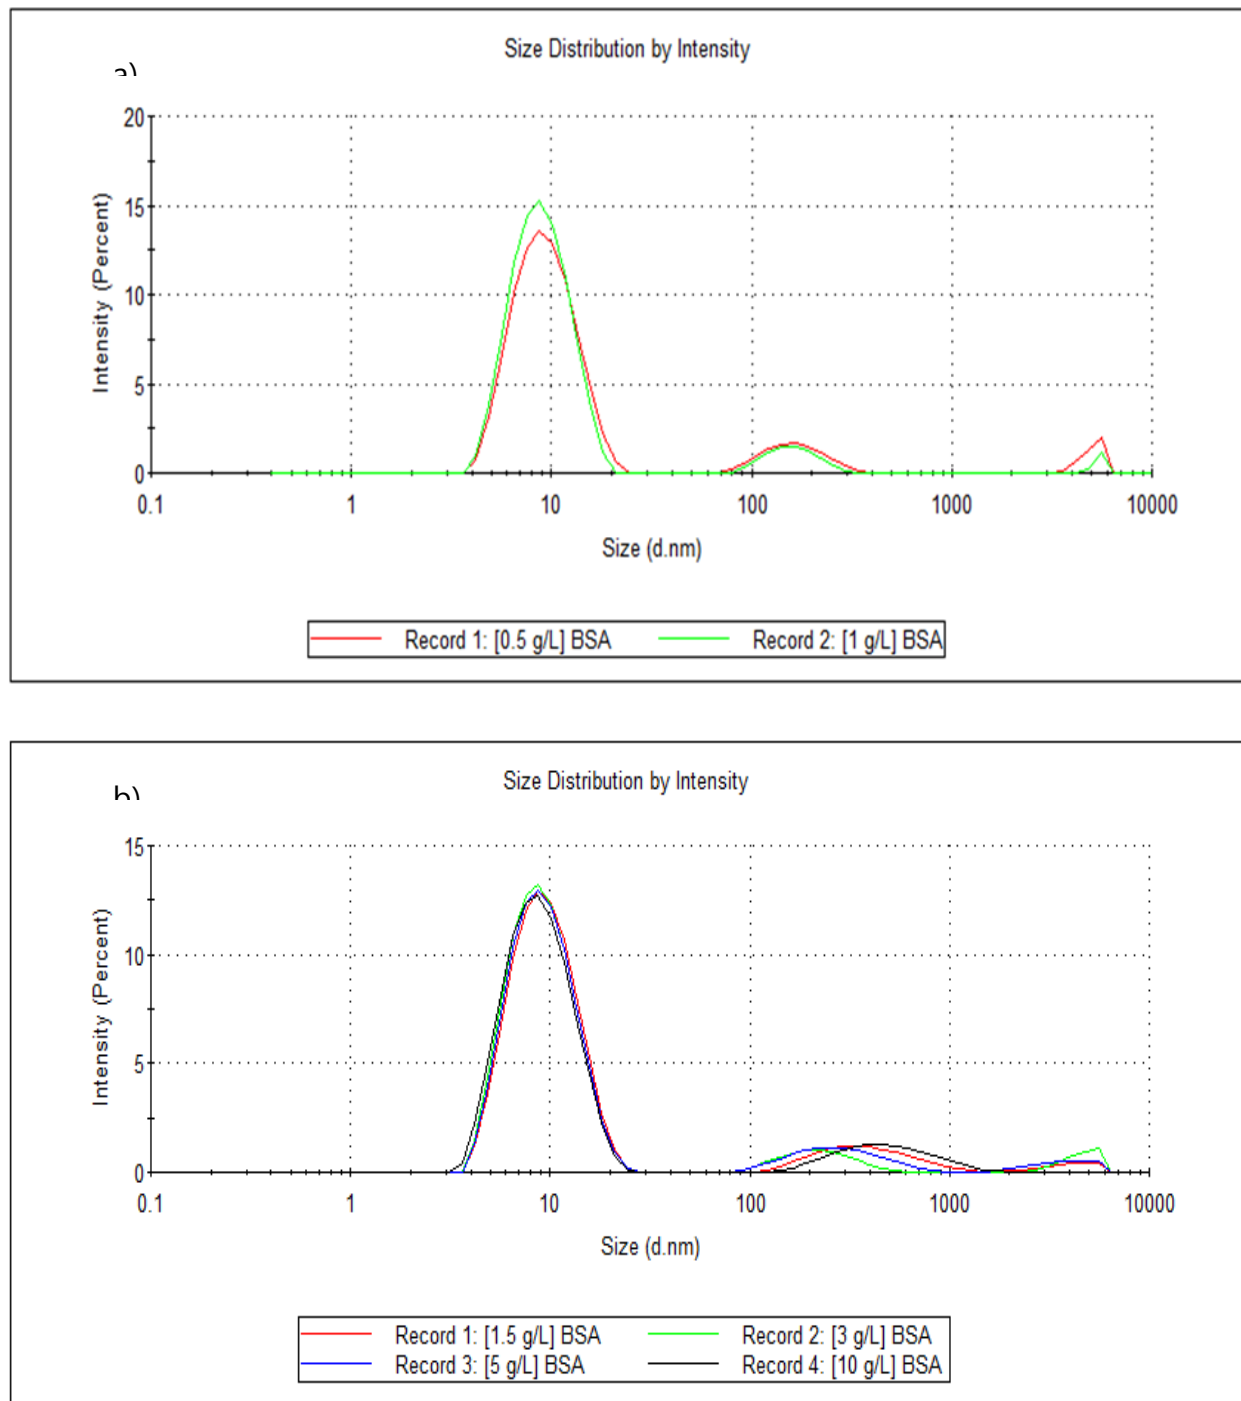 Size Distribution by Intensity
a)
20
15
10
5
0
Intensity (Percent)
0.1 1 10 100 1000 10000
Size (d.nm)
Record 1: [0.5 g/L] BSA Record 2: [1 g/L] BSA
Size Distribution by Intensity
b)
15
10
5
0
Intensity (Percent)
0.1 1 10 100 1000 10000
Size (d.nm)
Record 1: [1.5 g/L] BSA Record 2: [3 g/L] BSA
Record 3: [5 g/L] BSA Record 4: [10 g/L] BSA